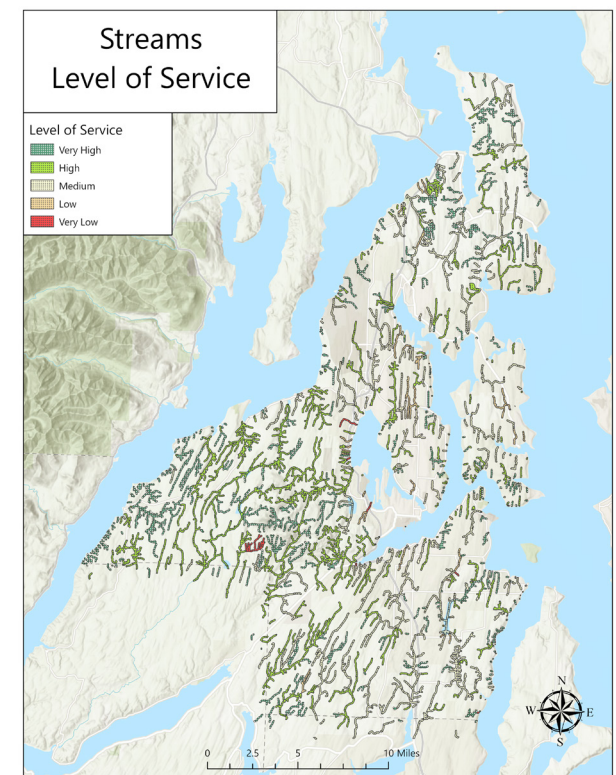 Streams
Level of Service
Level of Service
Very High
High
Medium
Low
Very Low
N
W
E
S
0 2.5 5 10 Miles